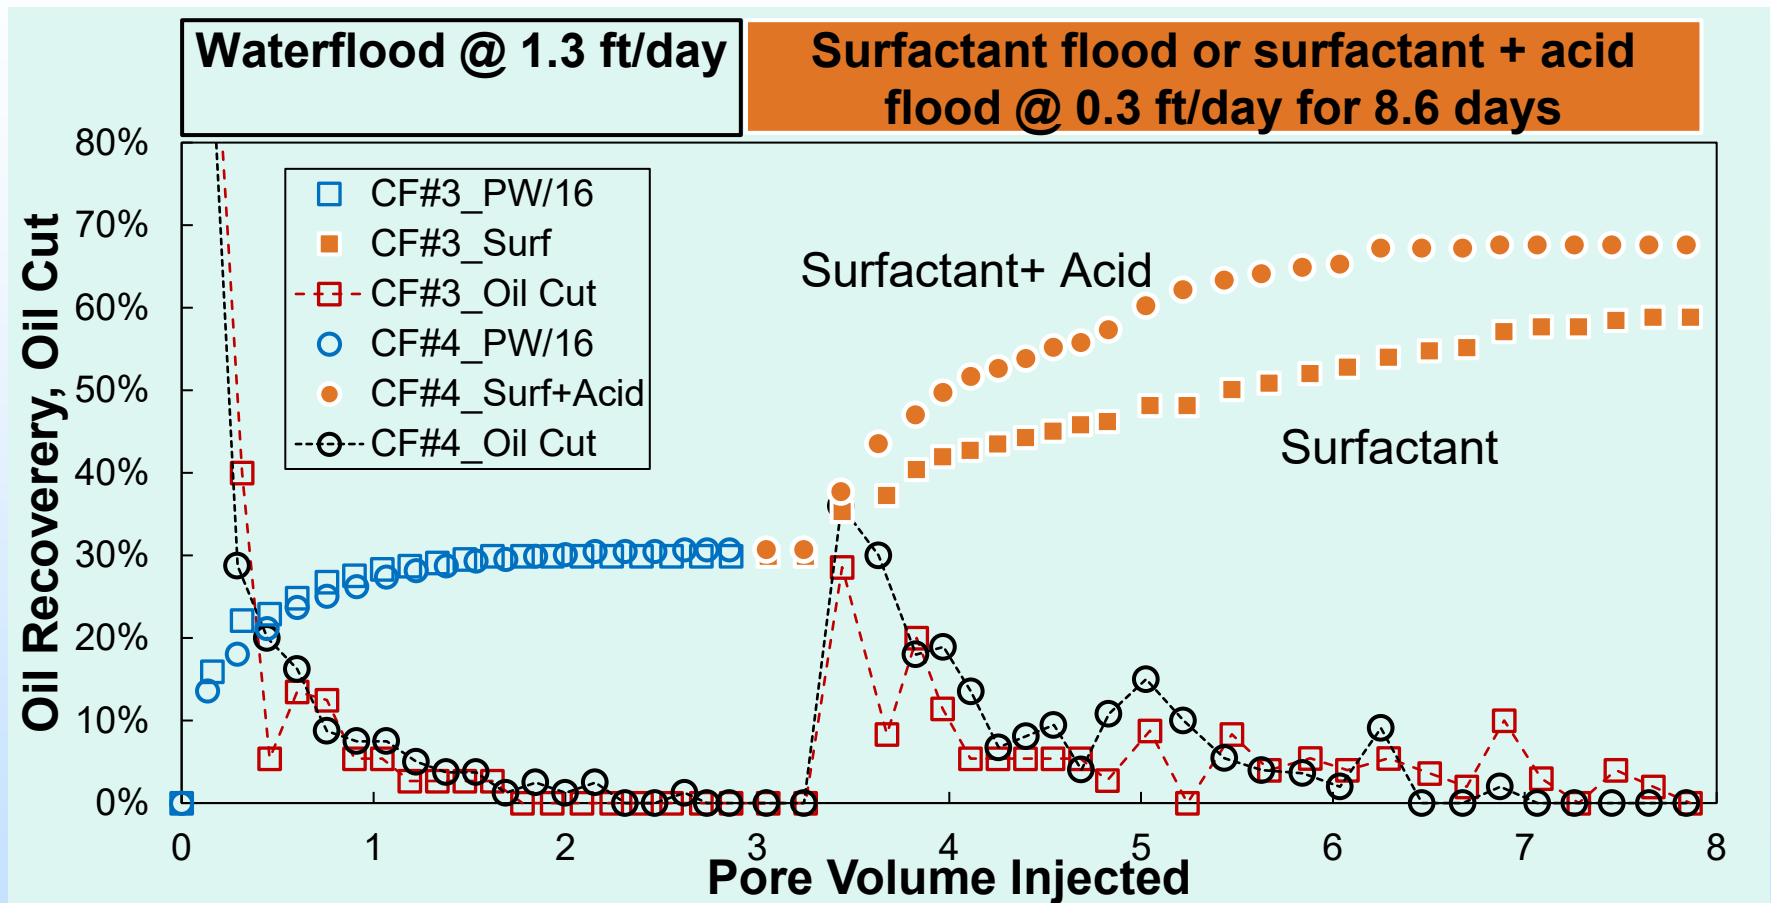 Waterflood @ 1.3 ft/day
Surfactant flood or surfactant + acid
flood @ 0.3 ft/day for 8.6 days
Oil Recoverery, Oil Cut
80%
70%
60%
50%
40%
30%
20%
10%
0%
CF#3_PW/16
CF#3_Surf
CF#3_Oil Cut
CF#4_PW/16
CF#4_Surf+Acid
CF#4_Oil Cut
Surfactant+ Acid
Surfactant
0 1 2 3 4 5 6 7 8
Pore Volume Injected